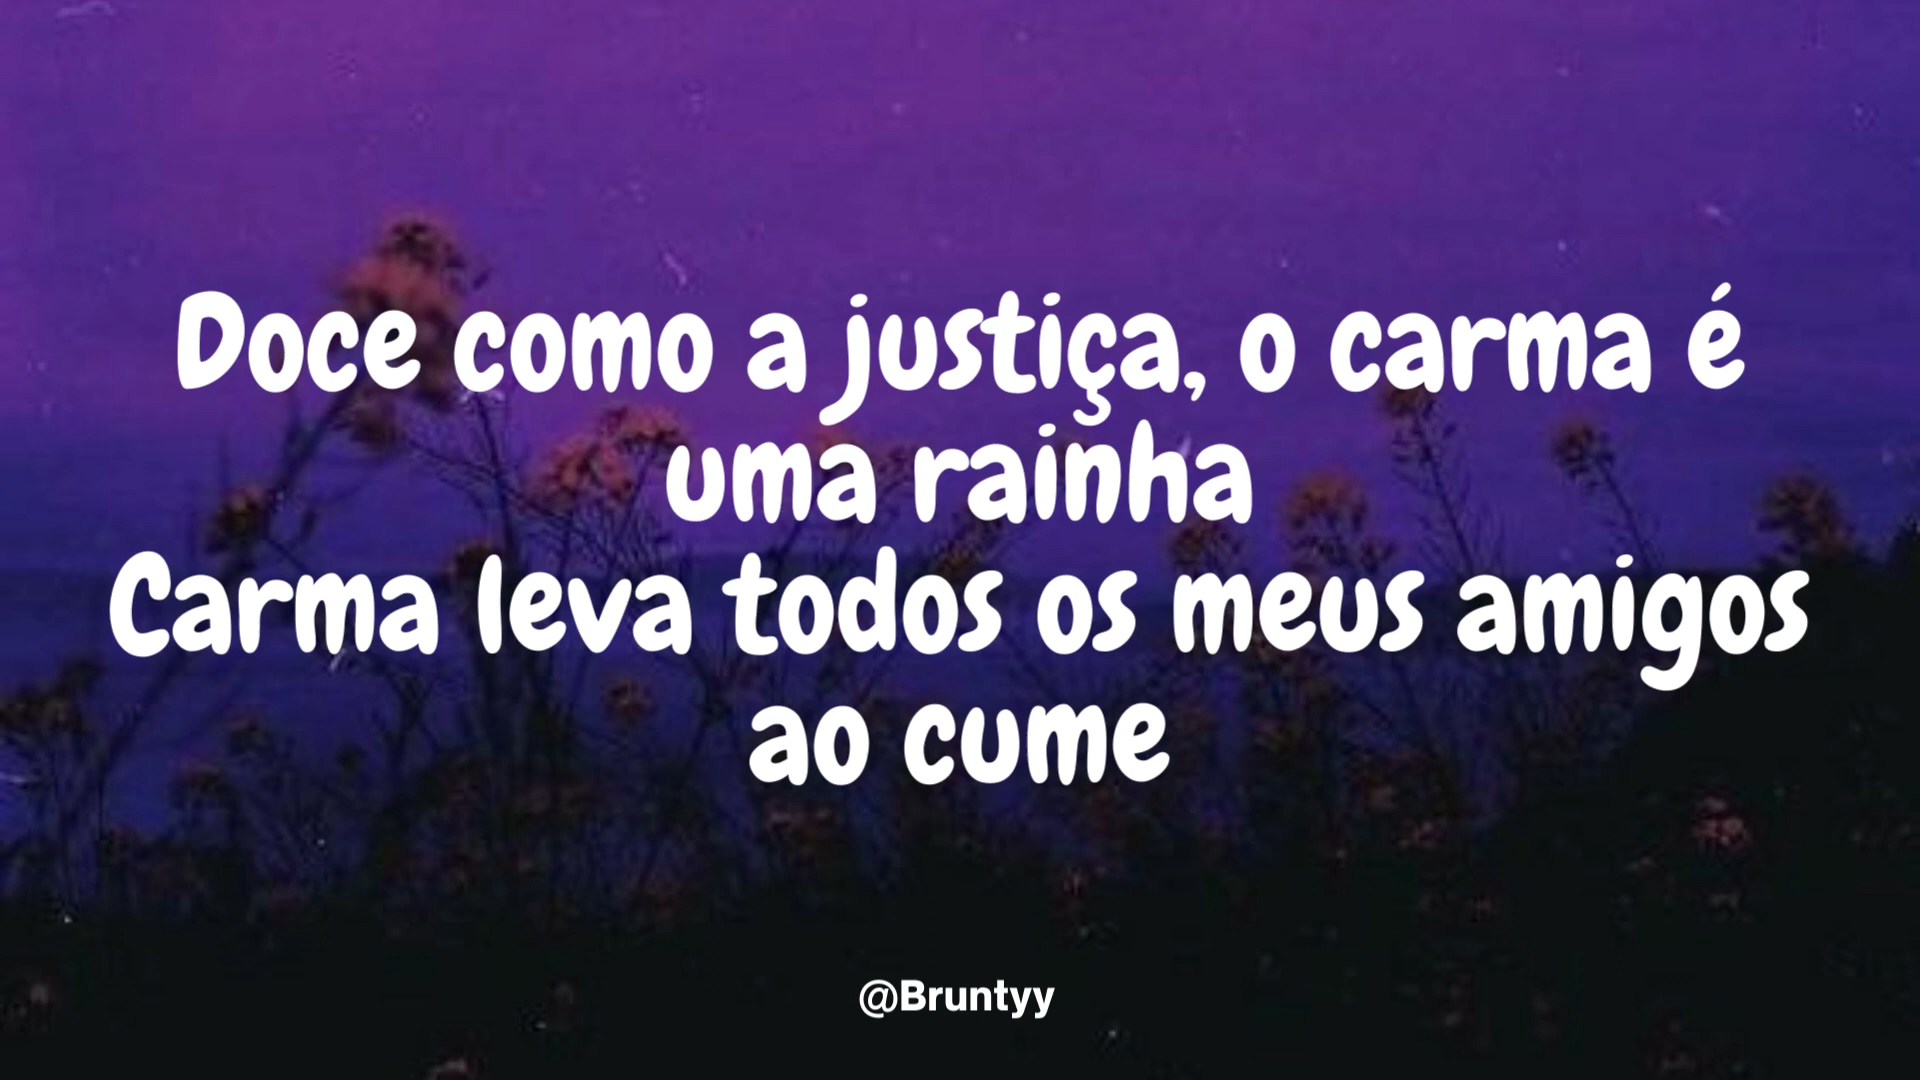 Doce como a justiça, o carma é
uma rainha
Carma leva todos os meus amigos
ao cume
@Bruntyy